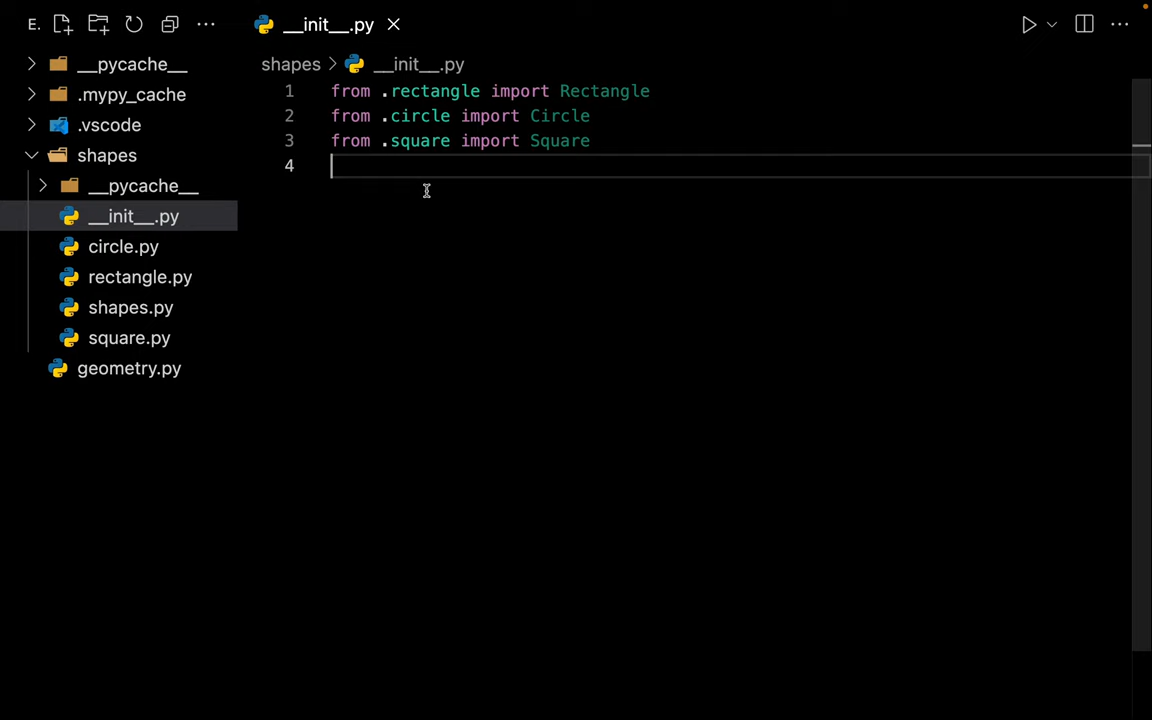 E.
__init__.py
__pycache__
.mypy_cache
.vscode
shapes
__pycache__
__init__.py
circle.py
rectangle.py
shapes.py
square.py
geometry.py
shapes > __init__.py
1 from .rectangle import Rectangle
2 from .circle import Circle
3 from .square import Square
4